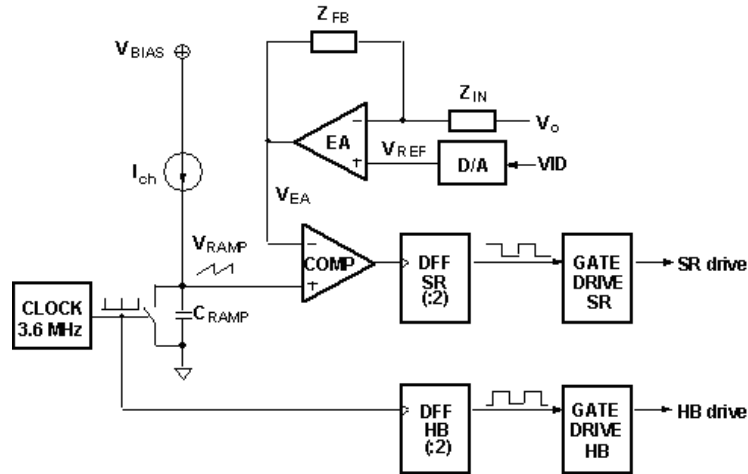 Z FB
V BIAS
Z IN
EA
V o
V REF
D/A
VID
I ch
V EA
V RAMP
COMP
DFF
SR
(:2)
GATE
DRIVE
SR
SR drive
CLOCK
3.6 MHz
C RAMP
DFF
HB
(:2)
GATE
DRIVE
HB
HB drive